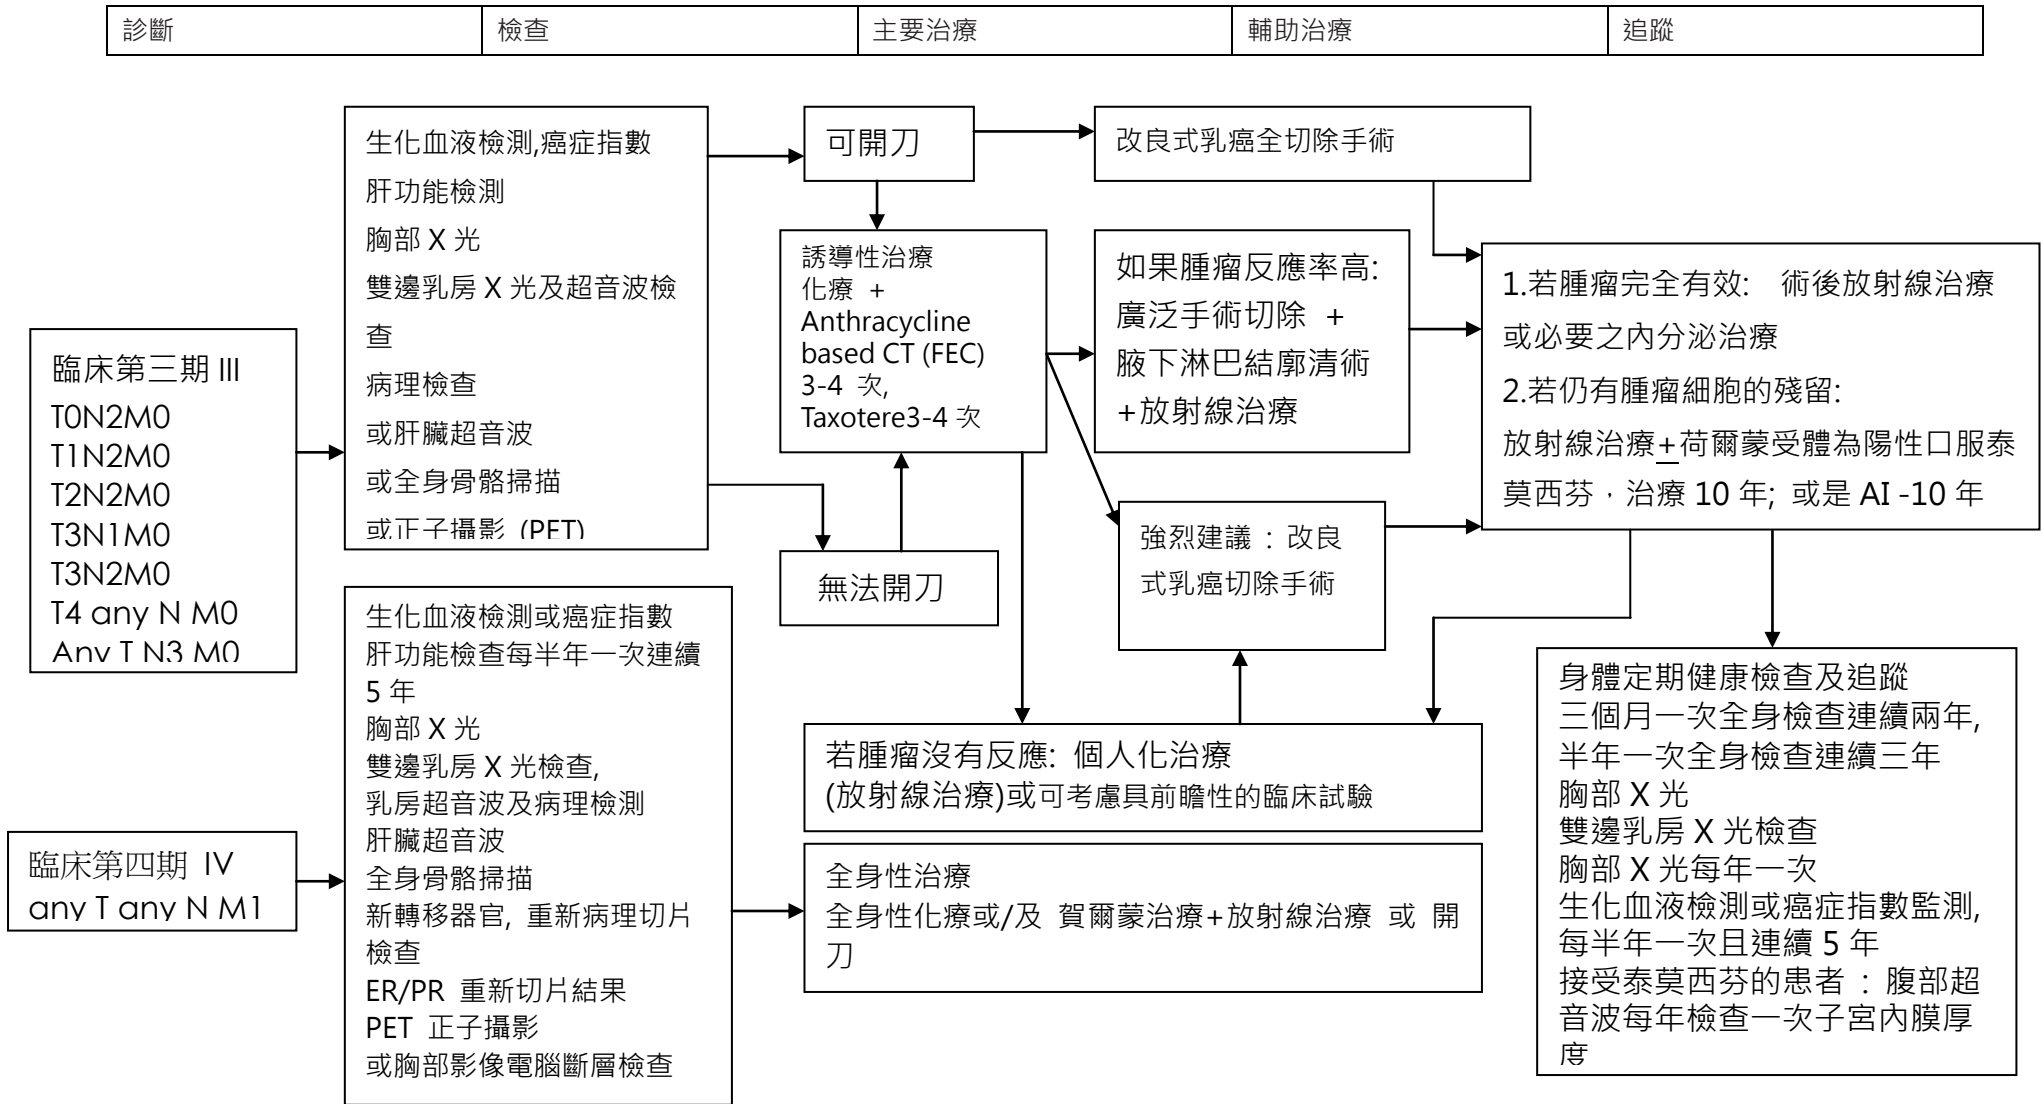 診斷
檢查
主要治療
輔助治療
追蹤
臨床第三期 III
T0N2M0
T1N2M0
T2N2M0
T3N1M0
T3N2M0
T4 any N M0
Any T N3 M0
生化血液檢測,癌症指數
肝功能檢測
胸部 X 光
雙邊乳房 X 光及超音波檢
查
病理檢查
或肝臟超音波
或全身骨骼掃描
或正子攝影 (PET)
可開刀
改良式乳癌全切除手術
誘導性治療
化療 +
Anthracycline
based CT (FEC)
3-4 次,
Taxotere3-4 次
如果腫瘤反應率高:
廣泛手術切除 +
腋下淋巴結廓清術
+放射線治療
1.若腫瘤完全有效: 術後放射線治療
或必要之內分泌治療
2.若仍有腫瘤細胞的殘留:
放射線治療+荷爾蒙受體為陽性口服泰
莫西芬，治療 10 年; 或是 AI -10 年
無法開刀
強烈建議 : 改良
式乳癌切除手術
若腫瘤沒有反應: 個人化治療
(放射線治療)或可考慮具前瞻性的臨床試驗
身體定期健康檢查及追蹤
三個月一次全身檢查連續兩年,
半年一次全身檢查連續三年
胸部 X 光
雙邊乳房 X 光檢查
胸部 X 光每年一次
生化血液檢測或癌症指數監測,
每半年一次且連續 5 年
接受泰莫西芬的患者 : 腹部超
音波每年檢查一次子宮內膜厚
度
臨床第四期 IV
any T any N M1
生化血液檢測或癌症指數
肝功能檢查每半年一次連續
5 年
胸部 X 光
雙邊乳房 X 光檢查,
乳房超音波及病理檢測
肝臟超音波
全身骨骼掃描
新轉移器官, 重新病理切片
檢查
ER/PR 重新切片結果
PET 正子攝影
或胸部影像電腦斷層檢查
全身性治療
全身性化療或/及 賀爾蒙治療+放射線治療 或 開
刀